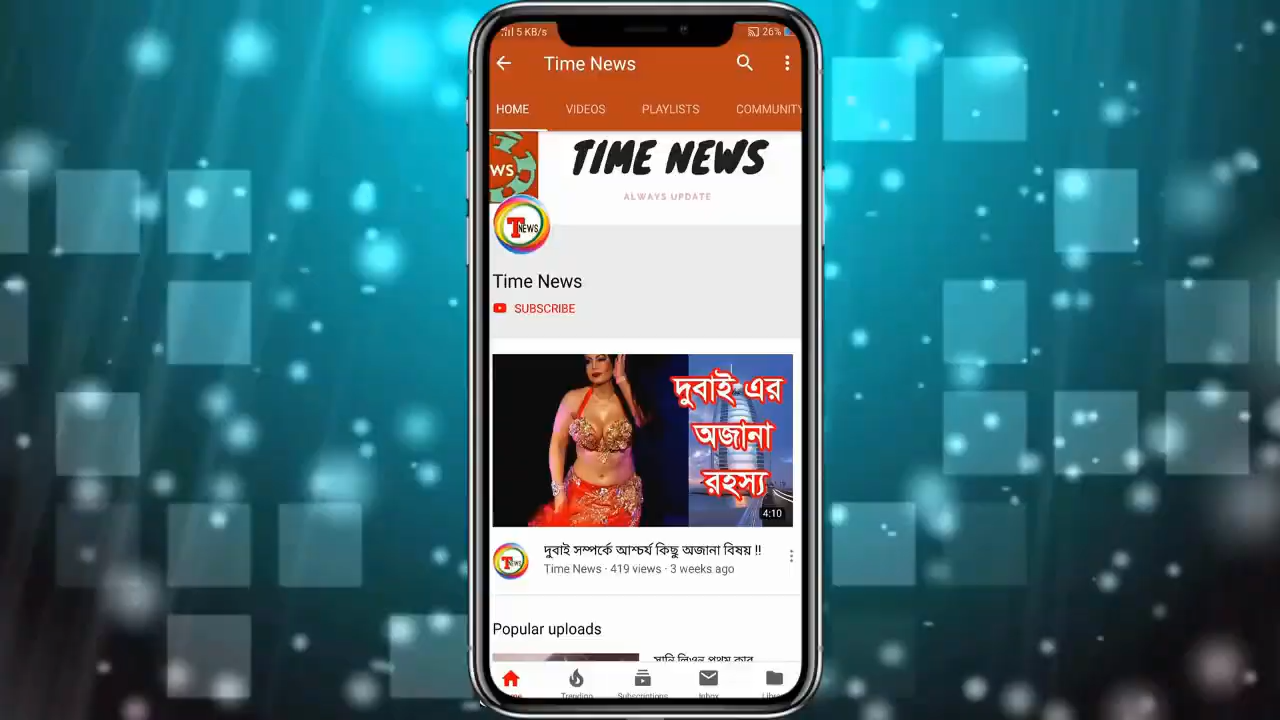 5 KB/s 26%
Time News
HOME VIDEOS PLAYLISTS COMMUNITY
WS
TIME NEWS
ALWAYS UPDATE
T NEWS
Time News
SUBSCRIBE
দুবাই এর
অজানা
রহস্য
4:10
দুবাই সম্পর্কে আশ্চর্য কিছু অজানা বিষয় !!
Time News · 419 views · 3 weeks ago
Popular uploads
Trending Subscriptions Inbox